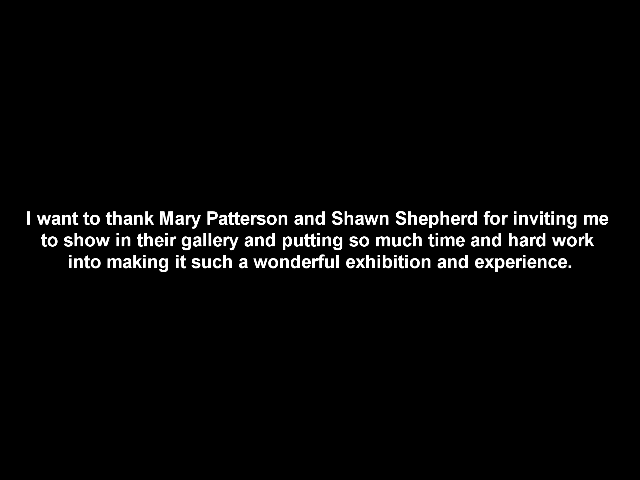 I want to thank Mary Patterson and Shawn Shepherd for inviting me
to show in their gallery and putting so much time and hard work
into making it such a wonderful exhibition and experience.